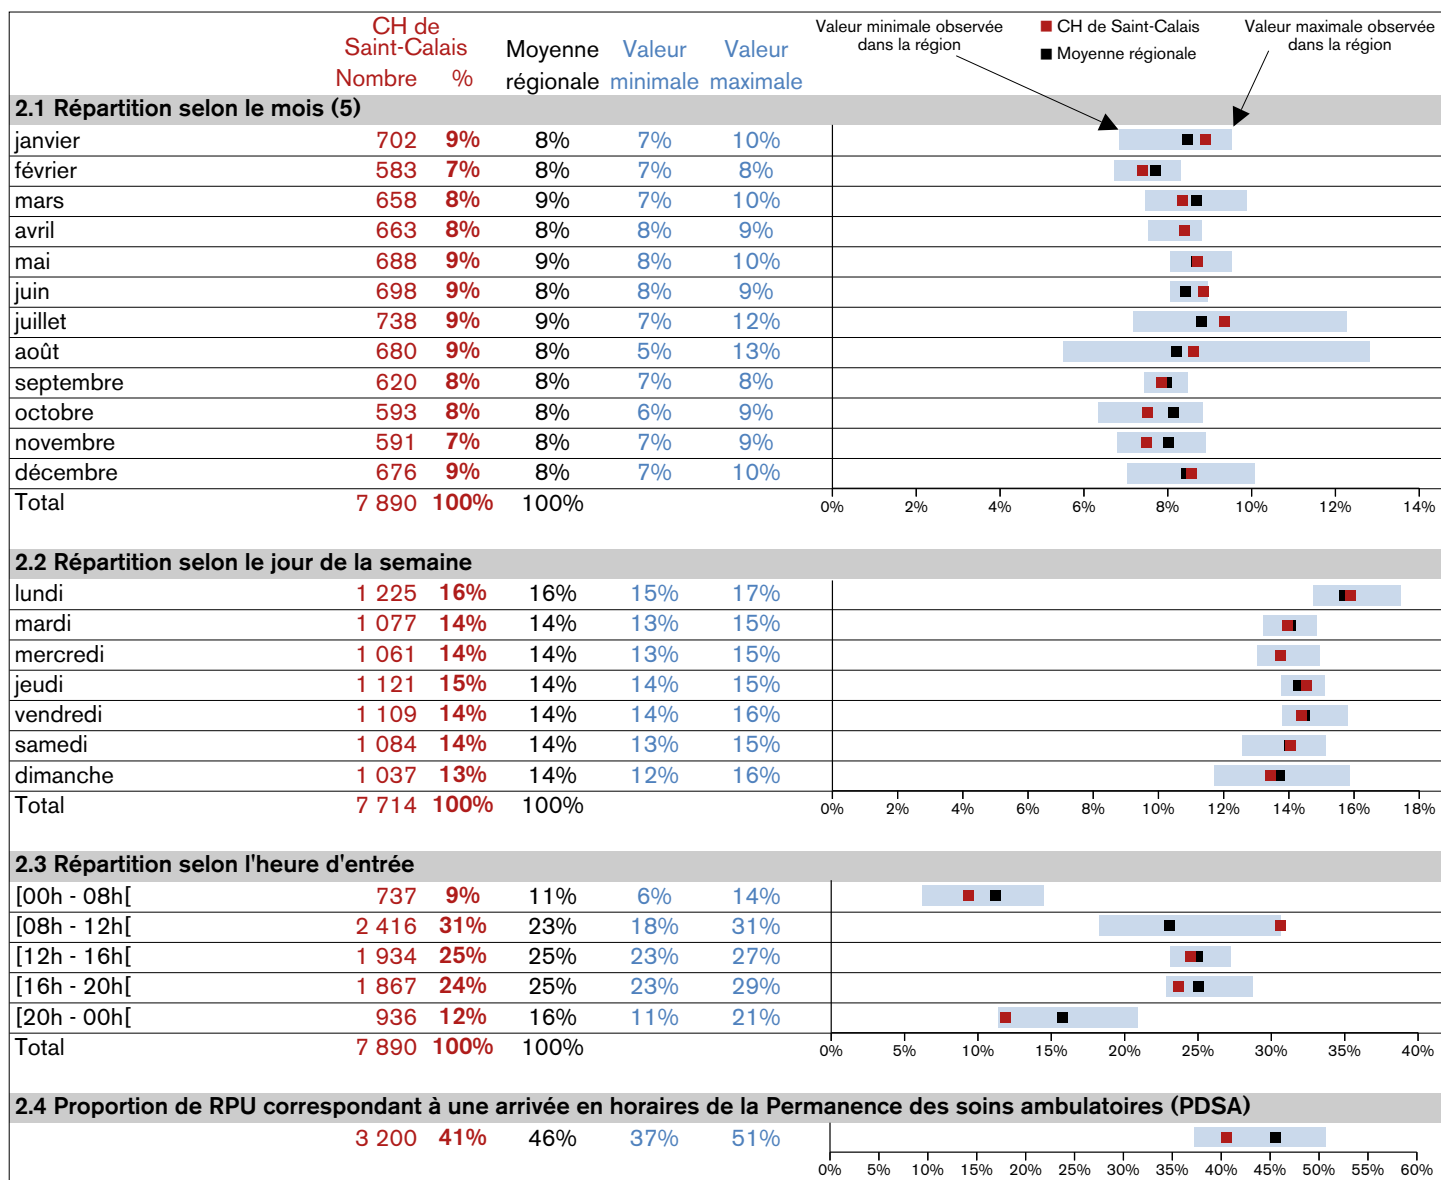 CH de Saint-Calais Moyenne régionale Valeur minimale Valeur maximale
Nombre %
Valeur minimale observée dans la région
CH de Saint-Calais
Moyenne régionale
Valeur maximale observée dans la région
2.1 Répartition selon le mois (5)
janvier 702 9% 8% 7% 10%
février 583 7% 8% 7% 8%
mars 658 8% 9% 7% 10%
avril 663 8% 8% 8% 9%
mai 688 9% 9% 8% 10%
juin 698 9% 8% 8% 9%
juillet 738 9% 9% 7% 12%
août 680 9% 8% 5% 13%
septembre 620 8% 8% 7% 8%
octobre 593 8% 8% 6% 9%
novembre 591 7% 8% 7% 9%
décembre 676 9% 8% 7% 10%
Total 7 890 100% 100%
0% 2% 4% 6% 8% 10% 12% 14%
2.2 Répartition selon le jour de la semaine
lundi 1 225 16% 16% 15% 17%
mardi 1 077 14% 14% 13% 15%
mercredi 1 061 14% 14% 13% 15%
jeudi 1 121 15% 14% 14% 15%
vendredi 1 109 14% 14% 14% 16%
samedi 1 084 14% 14% 13% 15%
dimanche 1 037 13% 14% 12% 16%
Total 7 714 100% 100%
0% 2% 4% 6% 8% 10% 12% 14% 16% 18%
2.3 Répartition selon l'heure d'entrée
[00h - 08h[ 737 9% 11% 6% 14%
[08h - 12h[ 2 416 31% 23% 18% 31%
[12h - 16h[ 1 934 25% 25% 23% 27%
[16h - 20h[ 1 867 24% 25% 23% 29%
[20h - 00h[ 936 12% 16% 11% 21%
Total 7 890 100% 100%
0% 5% 10% 15% 20% 25% 30% 35% 40%
2.4 Proportion de RPU correspondant à une arrivée en horaires de la Permanence des soins ambulatoires (PDSA)
3 200 41% 46% 37% 51%
0% 5% 10% 15% 20% 25% 30% 35% 40% 45% 50% 55% 60%